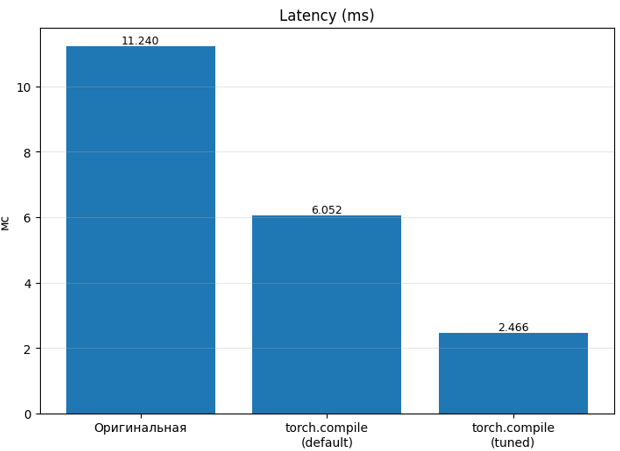 Latency (ms)
11.240
10
8
6.052
6
мс
4
2.466
2
0
Оригинальная
torch.compile
(default)
torch.compile
(tuned)